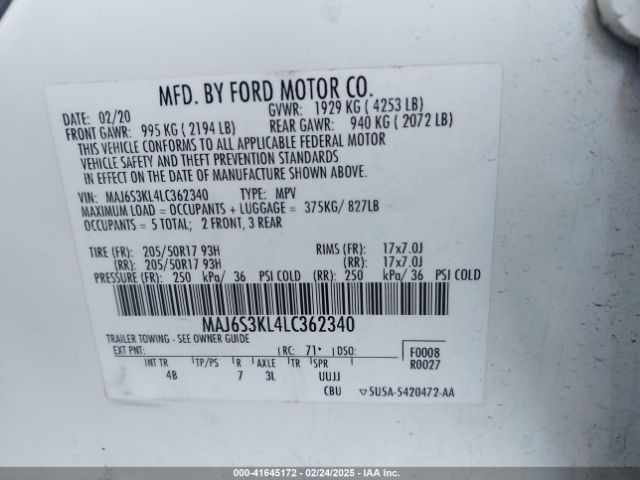 MFD. BY FORD MOTOR CO.
DATE: 02/20 GVWR: 1929 KG ( 4253 LB)
FRONT GAWR: 995 KG ( 2194 LB) REAR GAWR: 940 KG ( 2072 LB)
THIS VEHICLE CONFORMS TO ALL APPLICABLE FEDERAL MOTOR
VEHICLE SAFETY AND THEFT PREVENTION STANDARDS
IN EFFECT ON THE DATE OF MANUFACTURE SHOWN ABOVE.
VIN: MAJ6S3KL4LC362340 TYPE: MPV
MAXIMUM LOAD = OCCUPANTS + LUGGAGE = 375KG/ 827LB
OCCUPANTS = 5 TOTAL; 2 FRONT, 3 REAR
TIRE (FR): 205/50R17 93H RIMS (FR): 17x7.0J
(RR): 205/50R17 93H (RR): 17x7.0J
PRESSURE (FR): 250 kPa/ 36 PSI COLD (RR): 250 kPa/ 36 PSI COLD
MAJ6S3KL4LC362340
TRAILER TOWING - SEE OWNER GUIDE
EXT PNT: RC: 71 DSO: F0008
R0027
INT TR TP/PS R AXLE TR SPR
4B 7 3L UUJJ
CBU ▽SU5A-5420472-AA
000-41645172 - 02/24/2025 - IAAI.COM